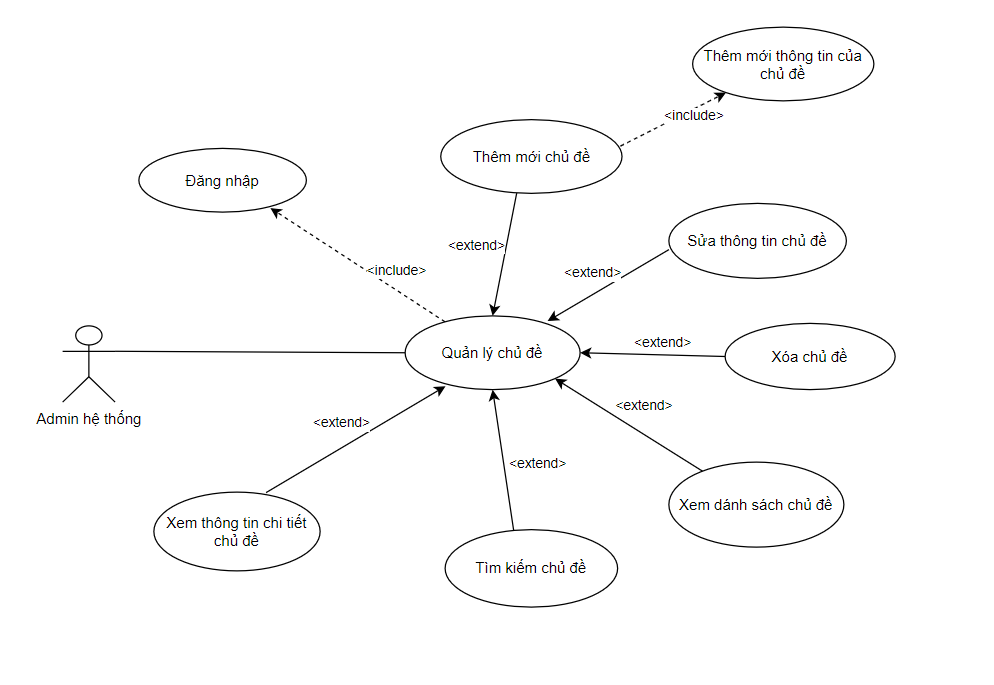 Thêm mới thông tin của
chủ đề
<include>
Thêm mới chủ đề
Đăng nhập
Sửa thông tin chủ đề
<extend>
<include>
<extend>
Quản lý chủ đề
<extend>
Xóa chủ đề
Admin hệ thống
<extend>
<extend>
<extend>
Xem dánh sách chủ đề
Xem thông tin chi tiết
chủ đề
Tìm kiếm chủ đề